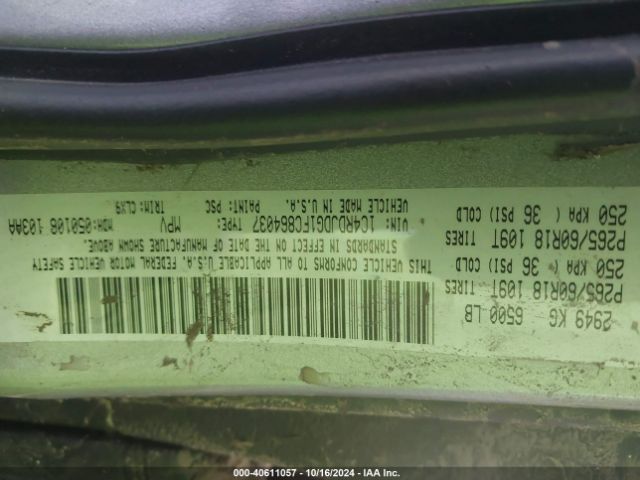 2949 KG 6500 LB
P265/60R18 109T TIRES
250 KPA ( 36 PSI) COLD
P265/60R18 109T TIRES
250 KPA ( 36 PSI) COLD
THIS VEHICLE CONFORMS TO ALL APPLICABLE U.S.A. FEDERAL MOTOR VEHICLE SAFETY
STANDARDS IN EFFECT ON THE DATE OF MANUFACTURE SHOWN ABOVE.
VIN: 1C4RDJDG1FC864037 TYPE: MPV MDH:050108 103AA
VEHICLE MADE IN U.S.A. PAINT: PSC TRIM: CLX9
000-40611057 - 10/16/2024 - IAA Inc.